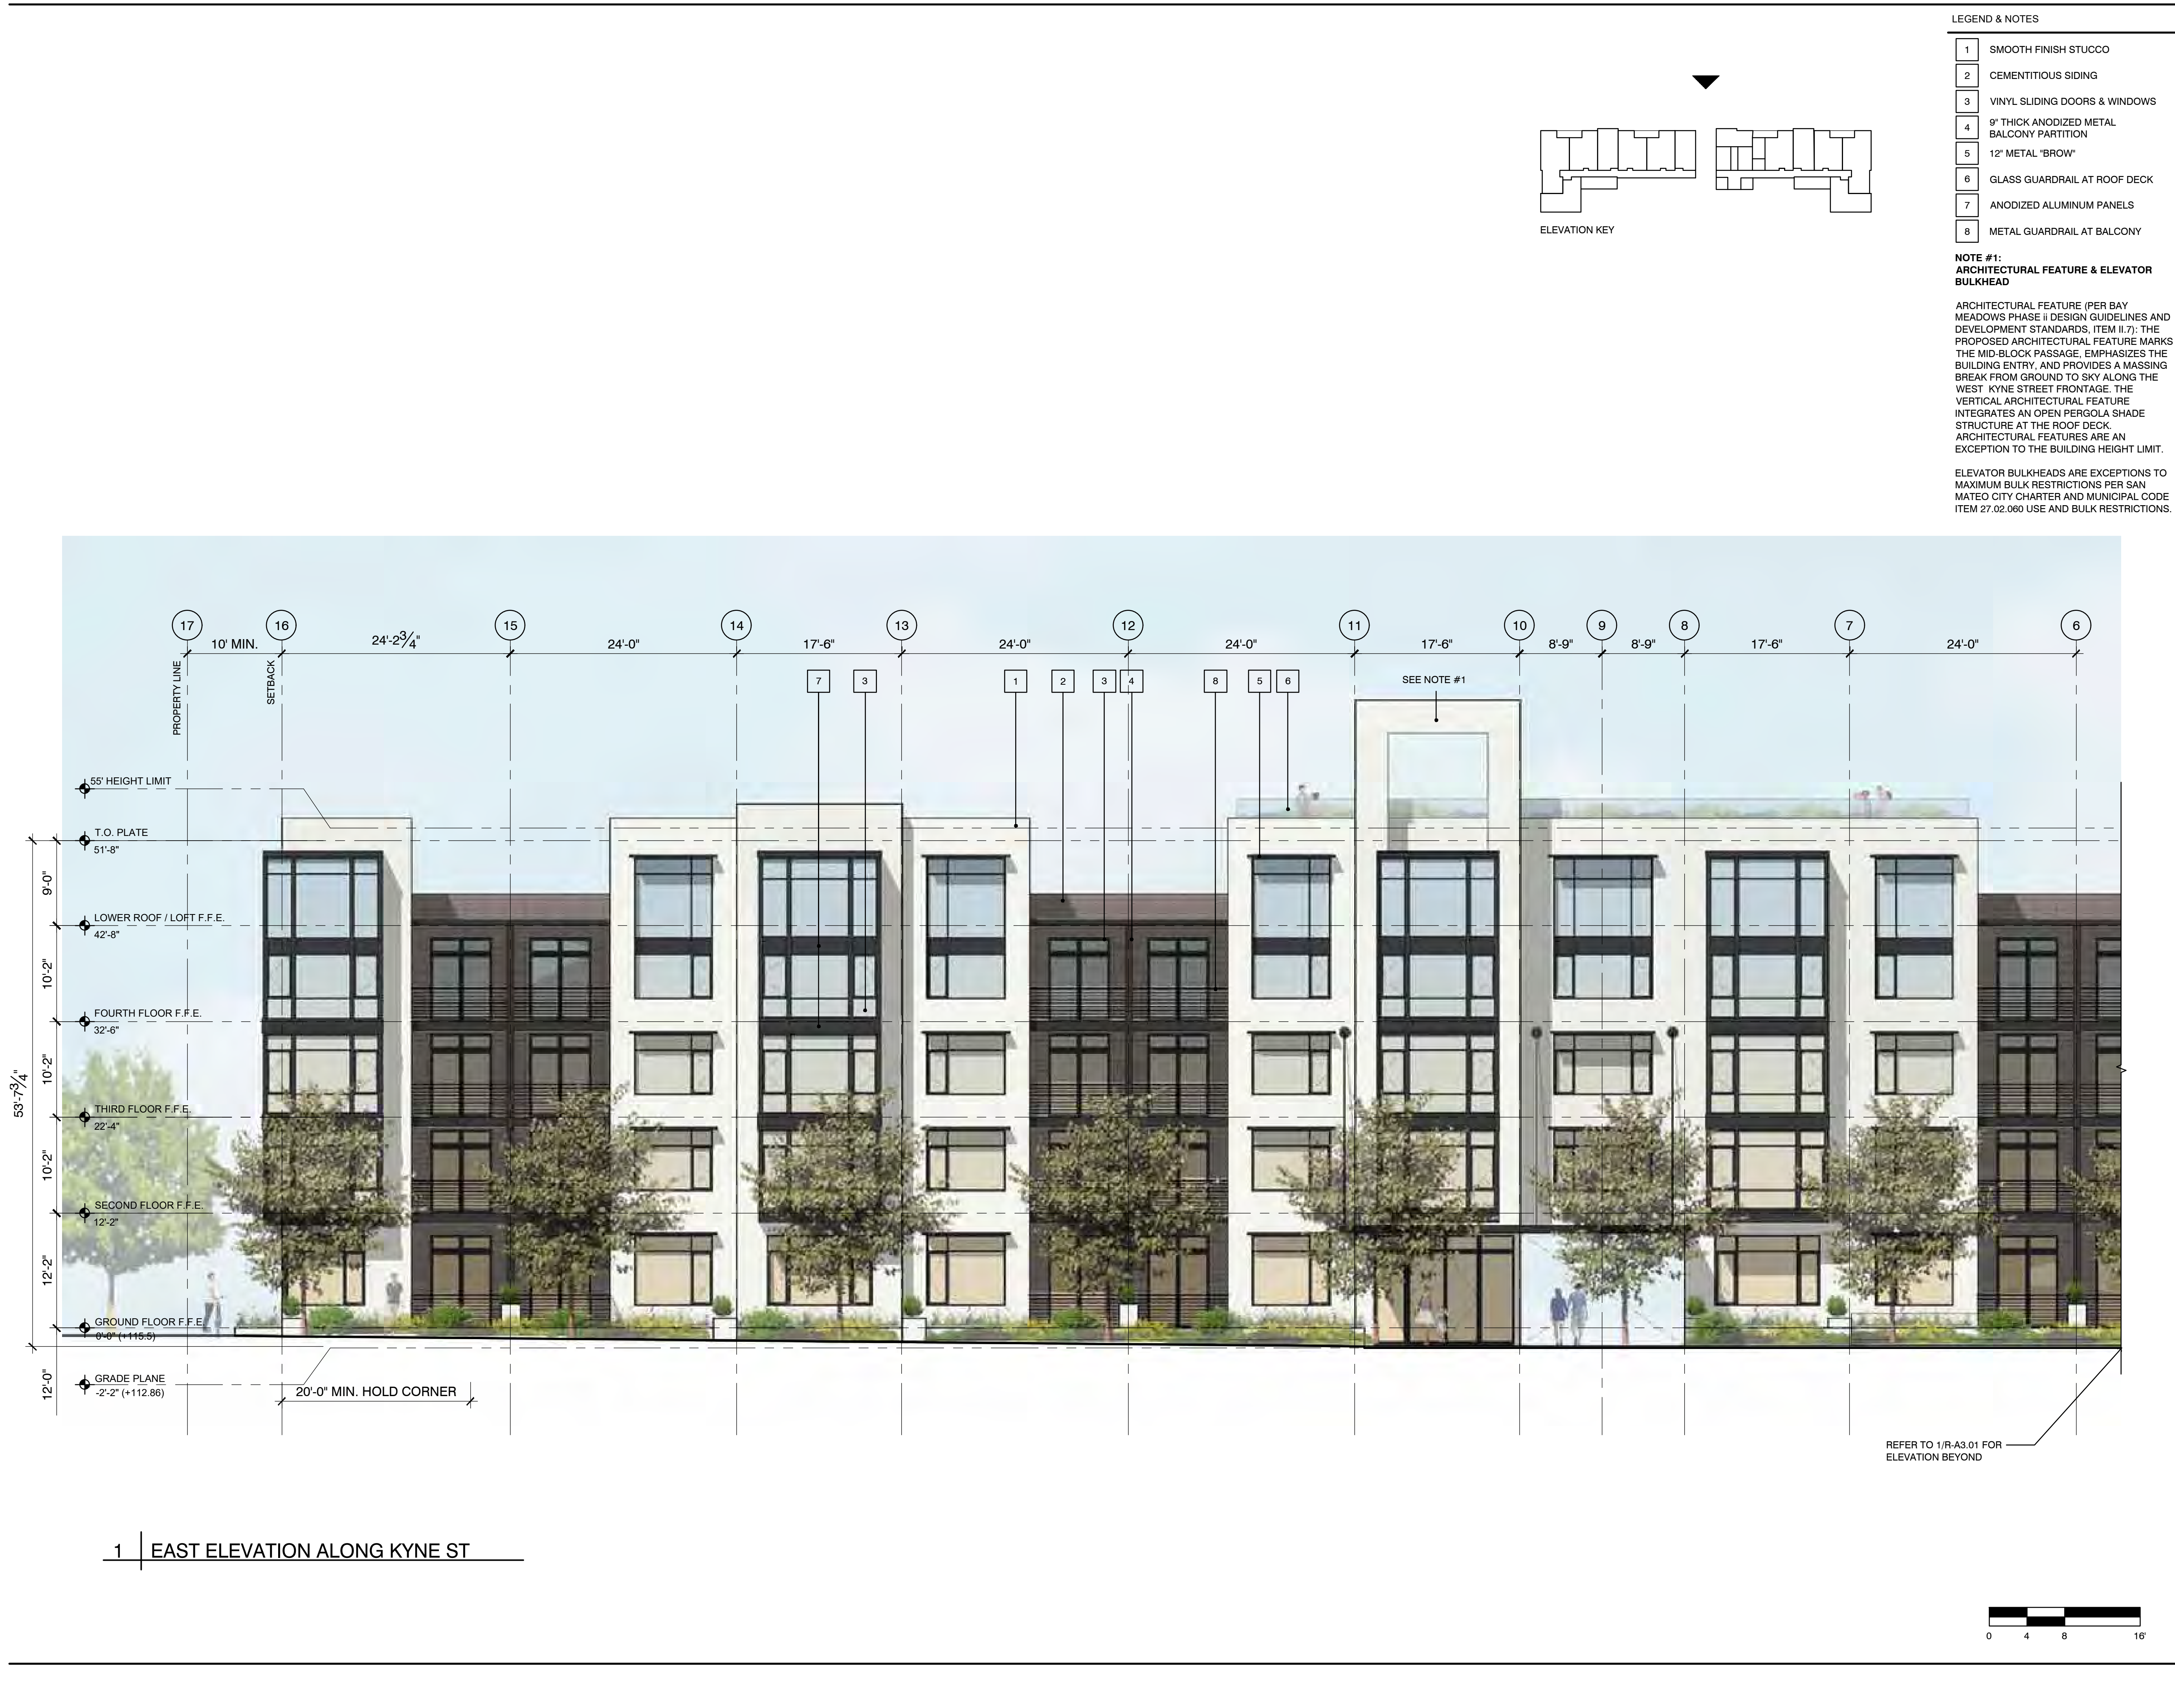 LEGEND & NOTES
1 SMOOTH FINISH STUCCO
2 CEMENTITIOUS SIDING
3 VINYL SLIDING DOORS & WINDOWS
4 9" THICK ANODIZED METAL
BALCONY PARTITION
5 12" METAL "BROW"
6 GLASS GUARDRAIL AT ROOF DECK
7 ANODIZED ALUMINUM PANELS
8 METAL GUARDRAIL AT BALCONY
ELEVATION KEY
NOTE #1:
ARCHITECTURAL FEATURE & ELEVATOR
BULKHEAD
ARCHITECTURAL FEATURE (PER BAY
MEADOWS PHASE ii DESIGN GUIDELINES AND
DEVELOPMENT STANDARDS, ITEM II.7): THE
PROPOSED ARCHITECTURAL FEATURE MARKS
THE MID-BLOCK PASSAGE, EMPHASIZES THE
BUILDING ENTRY, AND PROVIDES A MASSING
BREAK FROM GROUND TO SKY ALONG THE
WEST KYNE STREET FRONTAGE. THE
VERTICAL ARCHITECTURAL FEATURE
INTEGRATES AN OPEN PERGOLA SHADE
STRUCTURE AT THE ROOF DECK.
ARCHITECTURAL FEATURES ARE AN
EXCEPTION TO THE BUILDING HEIGHT LIMIT.
ELEVATOR BULKHEADS ARE EXCEPTIONS TO
MAXIMUM BULK RESTRICTIONS PER SAN
MATEO CITY CHARTER AND MUNICIPAL CODE
ITEM 27.02.060 USE AND BULK RESTRICTIONS.
17 16 15 14 13 12 11 10 9 8 7 6
10' MIN. 24'-2 3/4" 24'-0" 17'-6" 24'-0" 24'-0" 17'-6" 8'-9" 8'-9" 17'-6" 24'-0"
PROPERTY LINE
SETBACK
7 3 1 2 3 4 8 5 6
SEE NOTE #1
55' HEIGHT LIMIT
T.O. PLATE
51'-8"
9'-0"
LOWER ROOF / LOFT F.F.E.
42'-8"
10'-2"
FOURTH FLOOR F.F.E.
32'-6"
10'-2"
53'-7 3/4"
THIRD FLOOR F.F.E.
22'-4"
10'-2"
SECOND FLOOR F.F.E.
12'-2"
12'-2"
GROUND FLOOR F.F.E.
0'-0" (+115.5)
12'-0"
GRADE PLANE
-2'-2" (+112.86)
20'-0" MIN. HOLD CORNER
REFER TO 1/R-A3.01 FOR
ELEVATION BEYOND
1 EAST ELEVATION ALONG KYNE ST
0 4 8 16'